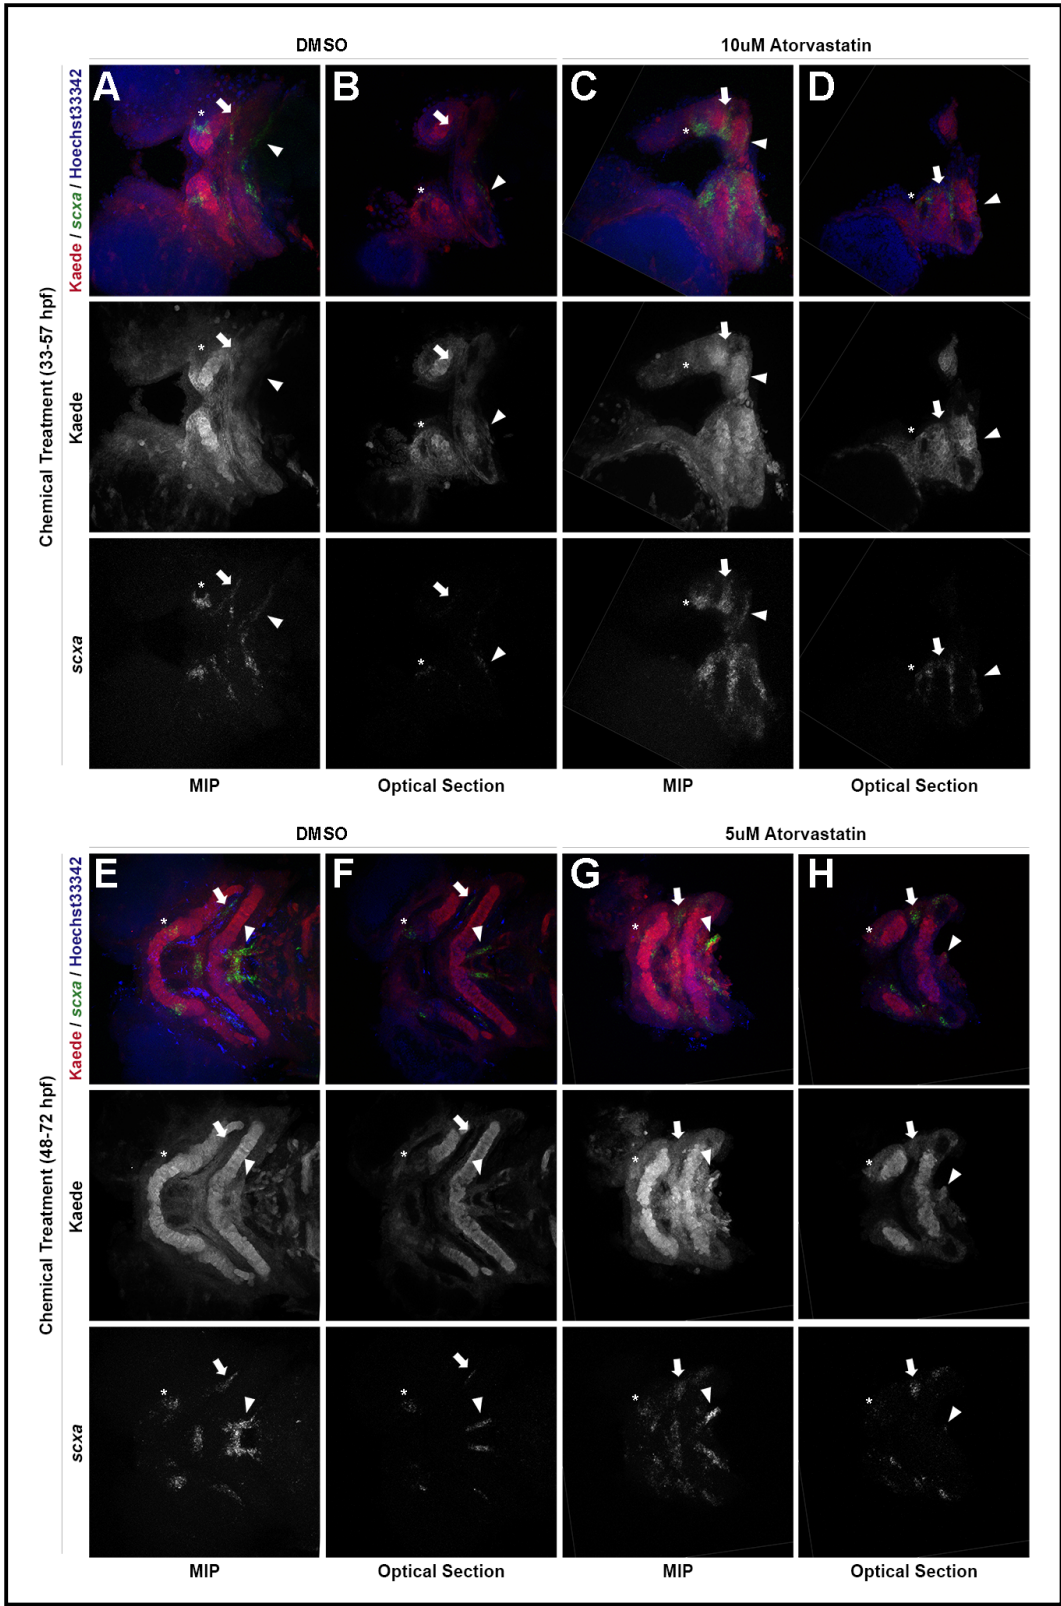 DMSO
10uM Atorvastatin
Chemical Treatment (33-57 hpf)
Kaede / scxa / Hoechst33342
A
B
C
D
*
*
*
*
Kaede
*
*
*
*
scxa
*
*
*
*
MIP
Optical Section
MIP
Optical Section
DMSO
5uM Atorvastatin
Chemical Treatment (48-72 hpf)
Kaede / scxa / Hoechst33342
E
F
G
H
*
*
*
*
Kaede
*
*
*
*
scxa
*
*
*
*
MIP
Optical Section
MIP
Optical Section